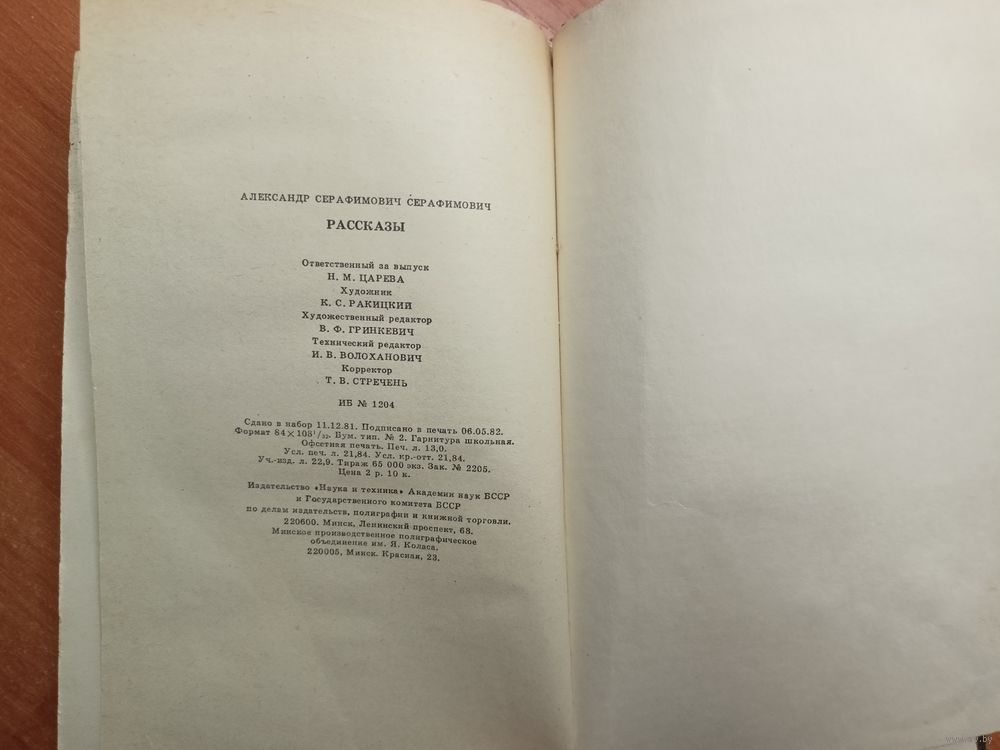 АЛЕКСАНДР СЕРАФИМОВИЧ СЕРАФИМОВИЧ
РАССКАЗЫ
Ответственный за выпуск
Н. М. ЦАРЕВА
Художник
К. С. РАКИЦКИЙ
Художественный редактор
В. Ф. ГРИНКЕВИЧ
Технический редактор
И. В. ВОЛОХАНОВИЧ
Корректор
Т. В. СТРЕЧЕНЬ
ИБ № 1204
Сдано в набор 11.12.81. Подписано в печать 06.05.82.
Формат 84×108¹/₃₂. Бум. тип. № 2. Гарнитура школьная.
Офсетная печать. Печ. л. 13,0.
Усл. печ. л. 21,84. Усл. кр.-отт. 21,84.
Уч.-изд. л. 22,9. Тираж 65 000 экз. Зак. № 2205.
Цена 2 р. 10 к.
Издательство «Наука и техника» Академии наук БССР
и Государственного комитета БССР
по делам издательств, полиграфии и книжной торговли.
220600. Минск, Ленинский проспект, 68.
Минское производственное полиграфическое
объединение им. Я. Коласа,
220005, Минск. Красная, 23.
www.ay.by